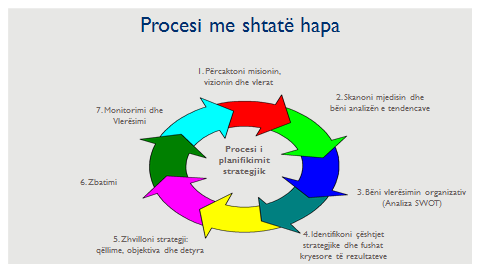 Procesi me shtatë hapa
1. Përcaktoni misionin,
vizionin dhe vlerat
2. Skanoni mjedisin dhe
bëni analizën e tendencave
3. Bëni vlerësimin organizativ
(Analiza SWOT)
4. Identifikoni çështjet
strategjike dhe fushat
kryesore të rezultateve
5. Zhvilloni strategji:
qëllime, objektiva dhe detyra
6. Zbatimi
7. Monitorimi dhe
Vlerësimi
Procesi i
planifikimit
strategjik